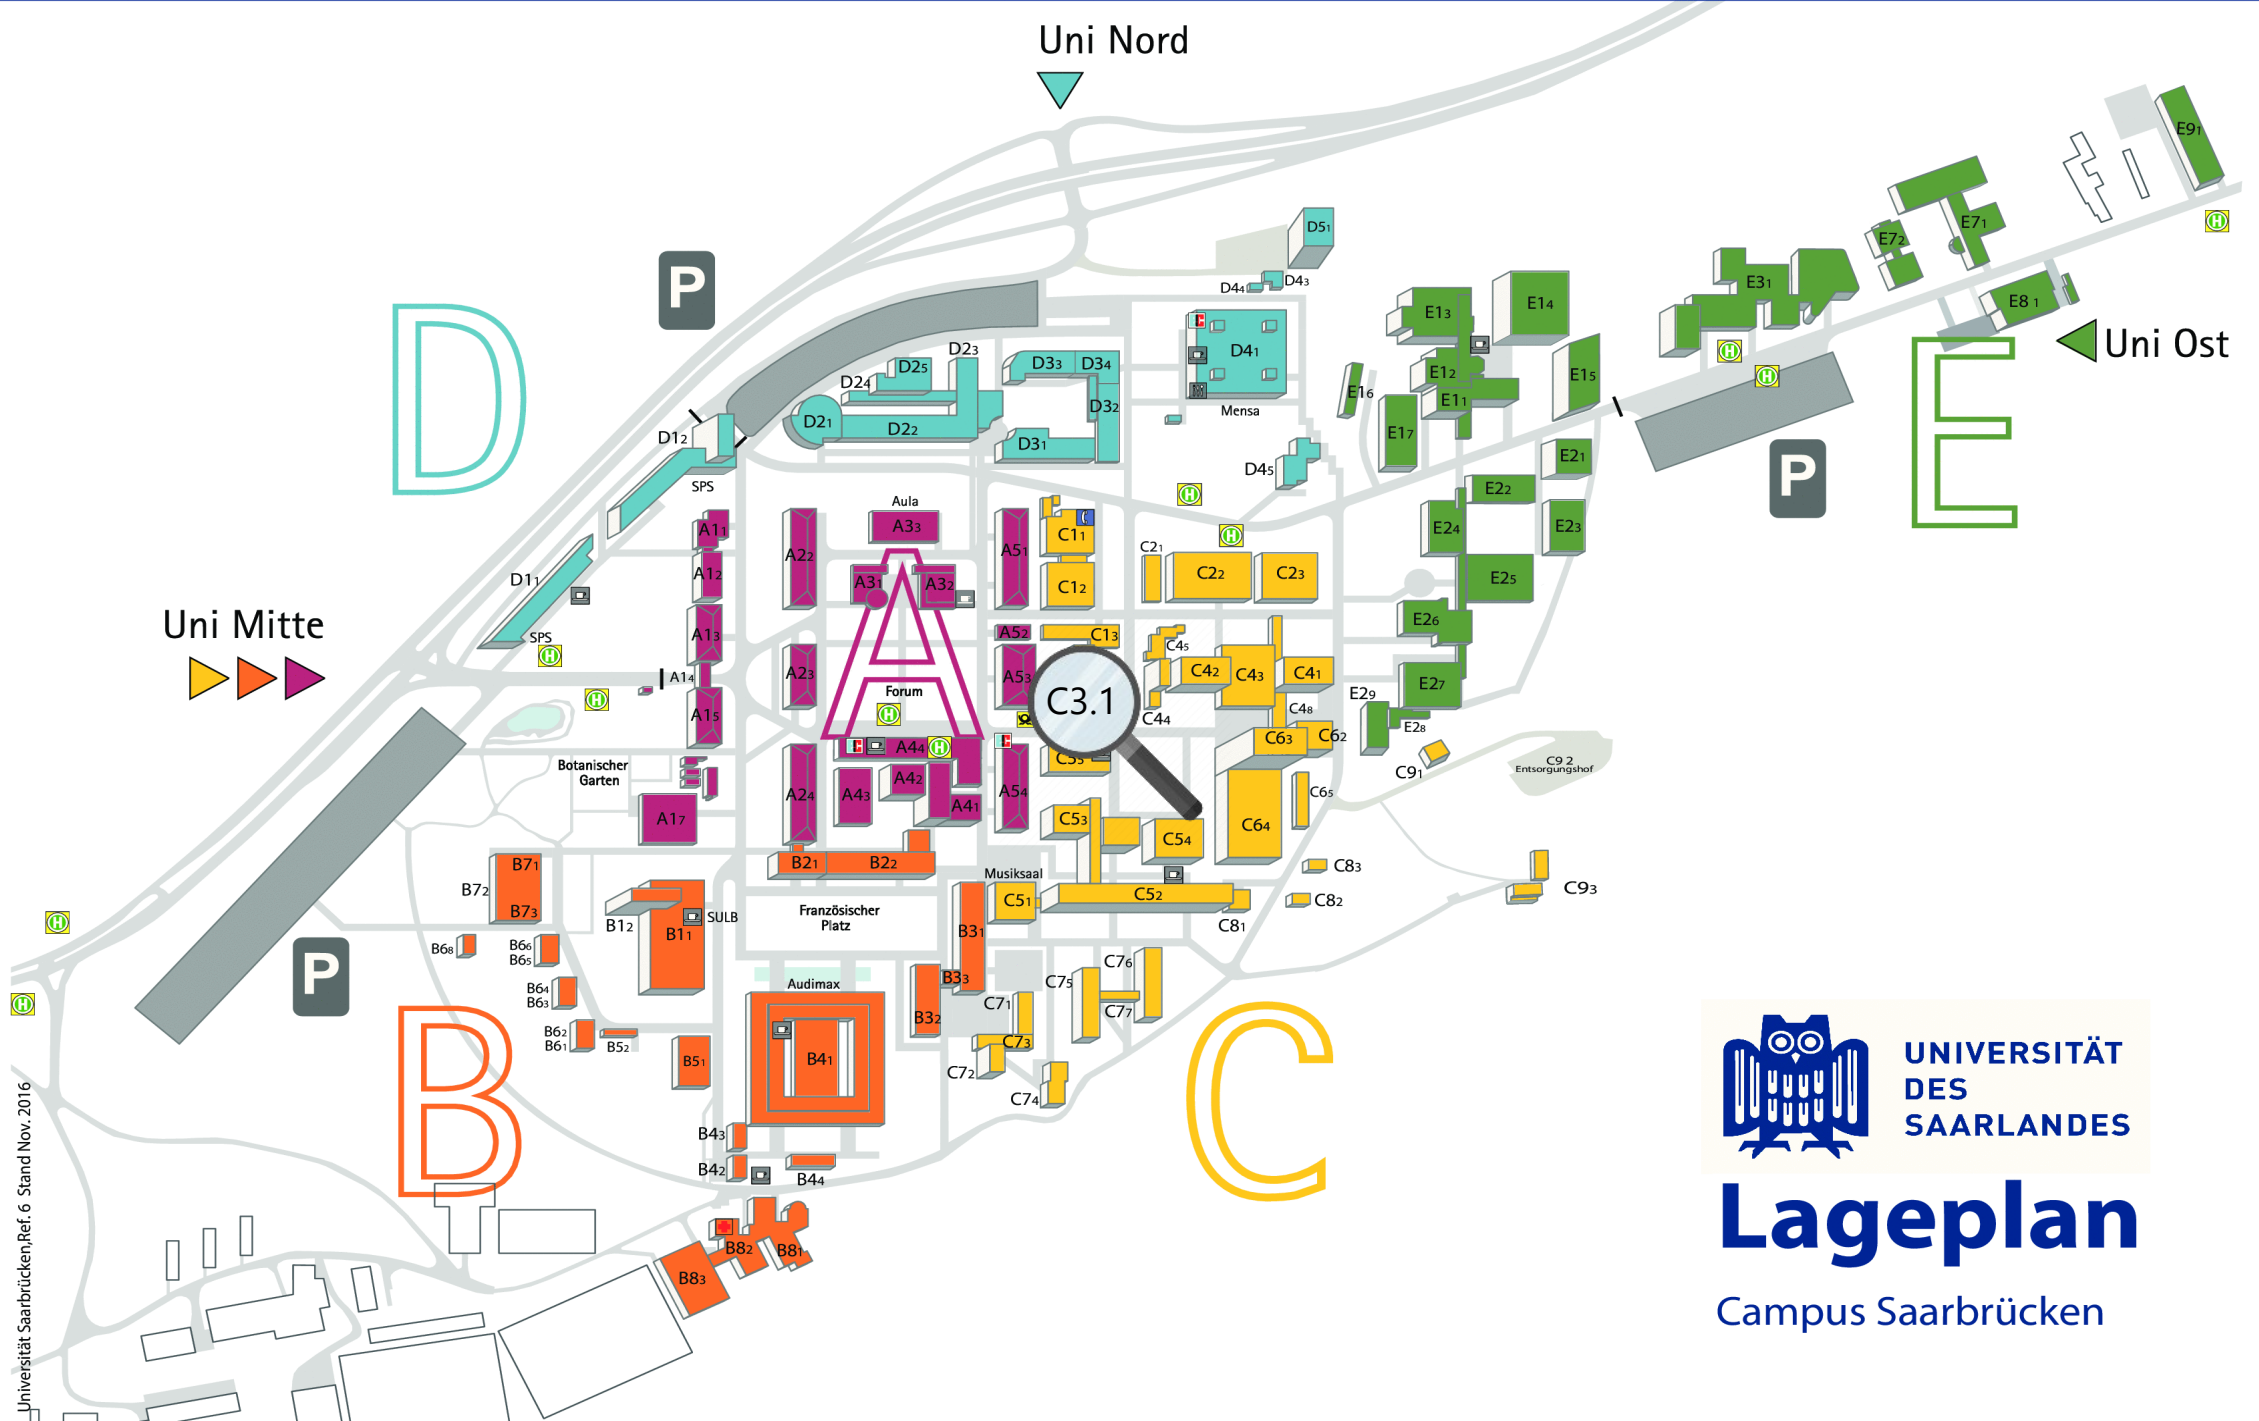 Uni Nord
P
D
D5₁
D4₄
D4₃
D4₁
Mensa
D4₅
D2₃
D2₅
D2₄
D2₁
D2₂
D3₃
D3₄
D3₂
D3₁
D1₂
SPS
D1₁
SPS
E9₁
E7₁
E7₂
E3₁
E8 1
Uni Ost
E
P
E1₃
E1₄
E1₂
E1₁
E1₅
E1₆
E1₇
E2₁
E2₂
E2₄
E2₃
E2₅
E2₆
E2₇
E2₉
E2₈
Uni Mitte
Aula
A3₃
A3₁
A3₂
A
Forum
A1₁
A1₂
A1₃
A1₄
A1₅
A1₇
A2₂
A2₃
A2₄
A4₄
A4₂
A4₃
A4₁
A5₁
A5₂
A5₃
A5₄
Botanischer
Garten
C1₁
C1₂
C1₃
C2₁
C2₂
C2₃
C3.1
C4₅
C4₂
C4₃
C4₁
C4₄
C4₈
C6₃
C6₂
C6₅
C6₄
C5₅
C5₃
C5₄
Musiksaal
C5₁
C5₂
C8₁
C8₃
C8₂
C9₁
C9 2
Entsorgungshof
C9₃
C7₆
C7₅
C7₇
C7₁
C7₃
C7₂
C7₄
C
B2₁
B2₂
Französischer
Platz
B7₁
B7₂
B7₃
B1₂
SULB
B1₁
B3₁
B3₃
B3₂
B6₈
B6₆
B6₅
B6₄
B6₃
B6₂
B6₁
B5₂
B5₁
Audimax
B4₁
B4₃
B4₂
B4₄
P
B
B8₂
B8₁
B8₃
Universität Saarbrücken,Ref. 6 Stand Nov. 2016
UNIVERSITÄT
DES
SAARLANDES
Lageplan
Campus Saarbrücken
H
H
H
H
H
H
H
H
H
H
H
H